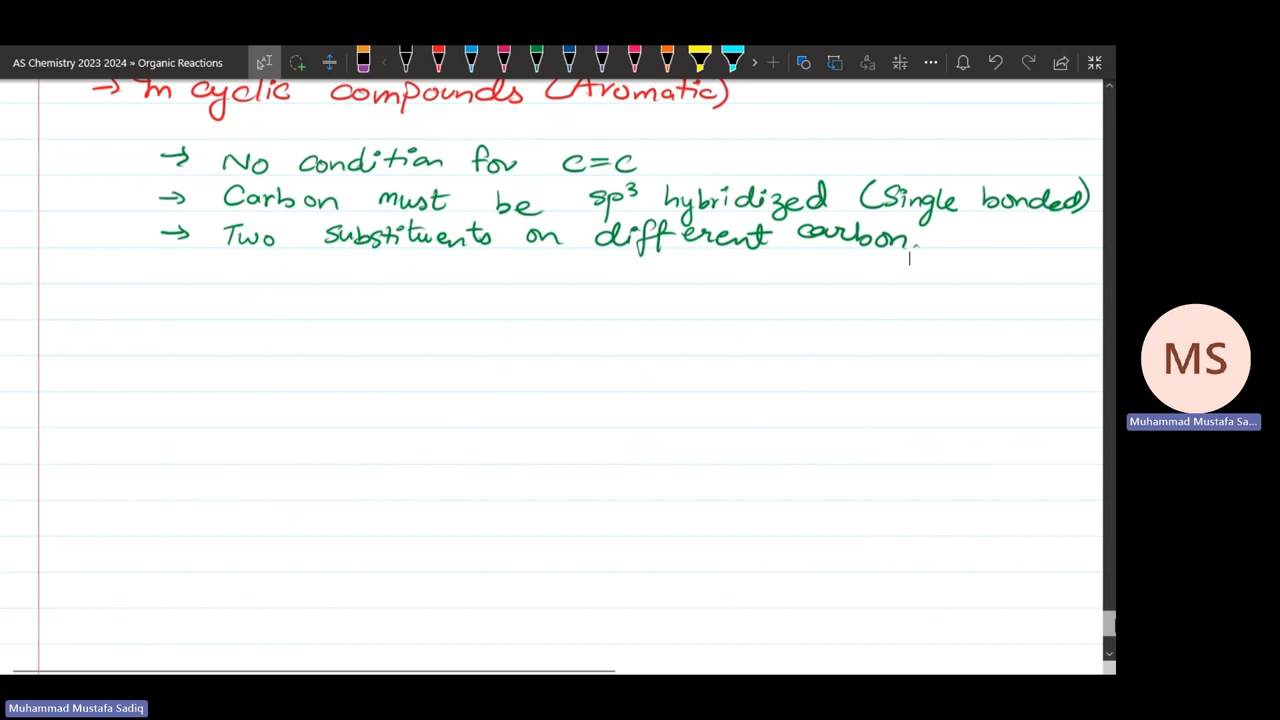 AS Chemistry 2023 2024 » Organic Reactions
→ In cyclic compounds (Aromatic)
→ No condition for C=C
→ Carbon must be sp³ hybridized (Single bonded)
→ Two substituents on different carbon.
MS
Muhammad Mustafa Sa...
Muhammad Mustafa Sadiq